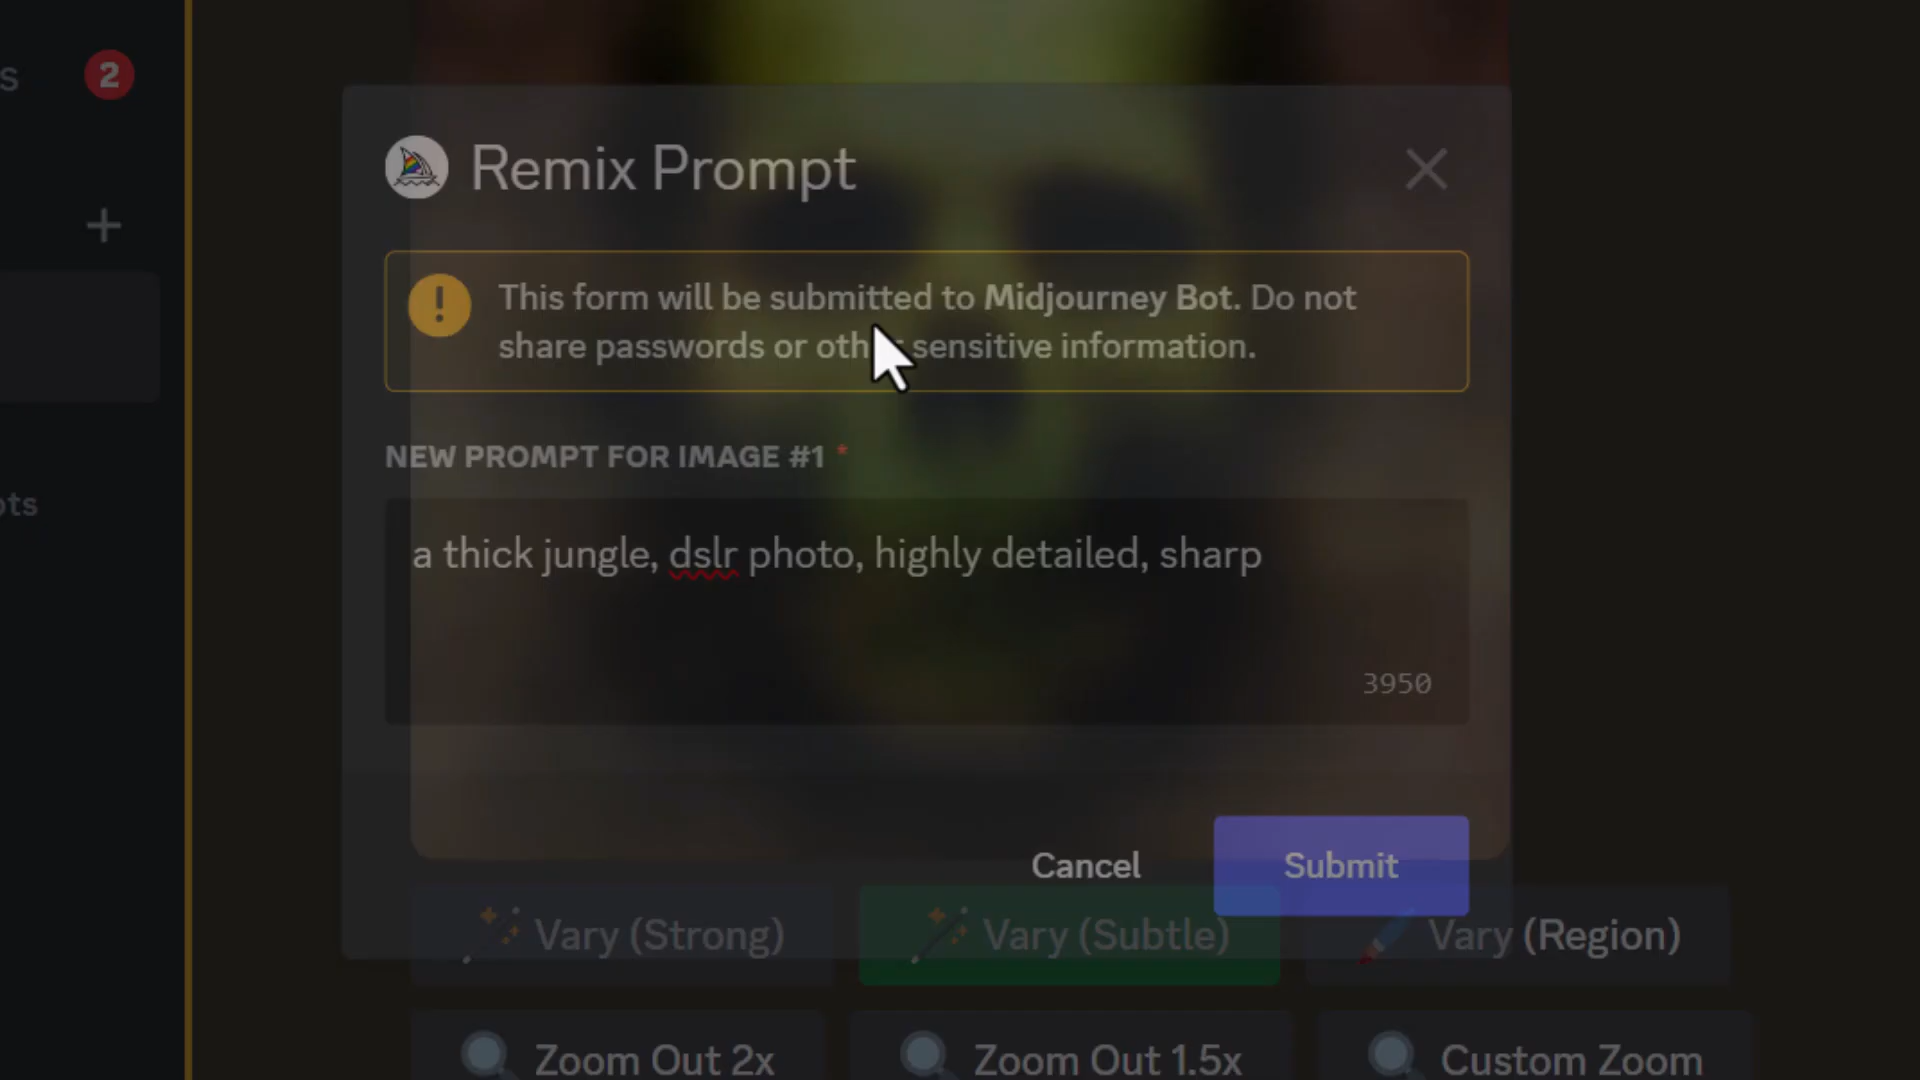 s
2
+
Remix Prompt
This form will be submitted to Midjourney Bot. Do not
share passwords or other sensitive information.
NEW PROMPT FOR IMAGE #1 *
ots
a thick jungle, dslr photo, highly detailed, sharp
3950
Cancel
Submit
Vary (Strong)
Vary (Subtle)
Vary (Region)
Zoom Out 2x
Zoom Out 1.5x
Custom Zoom